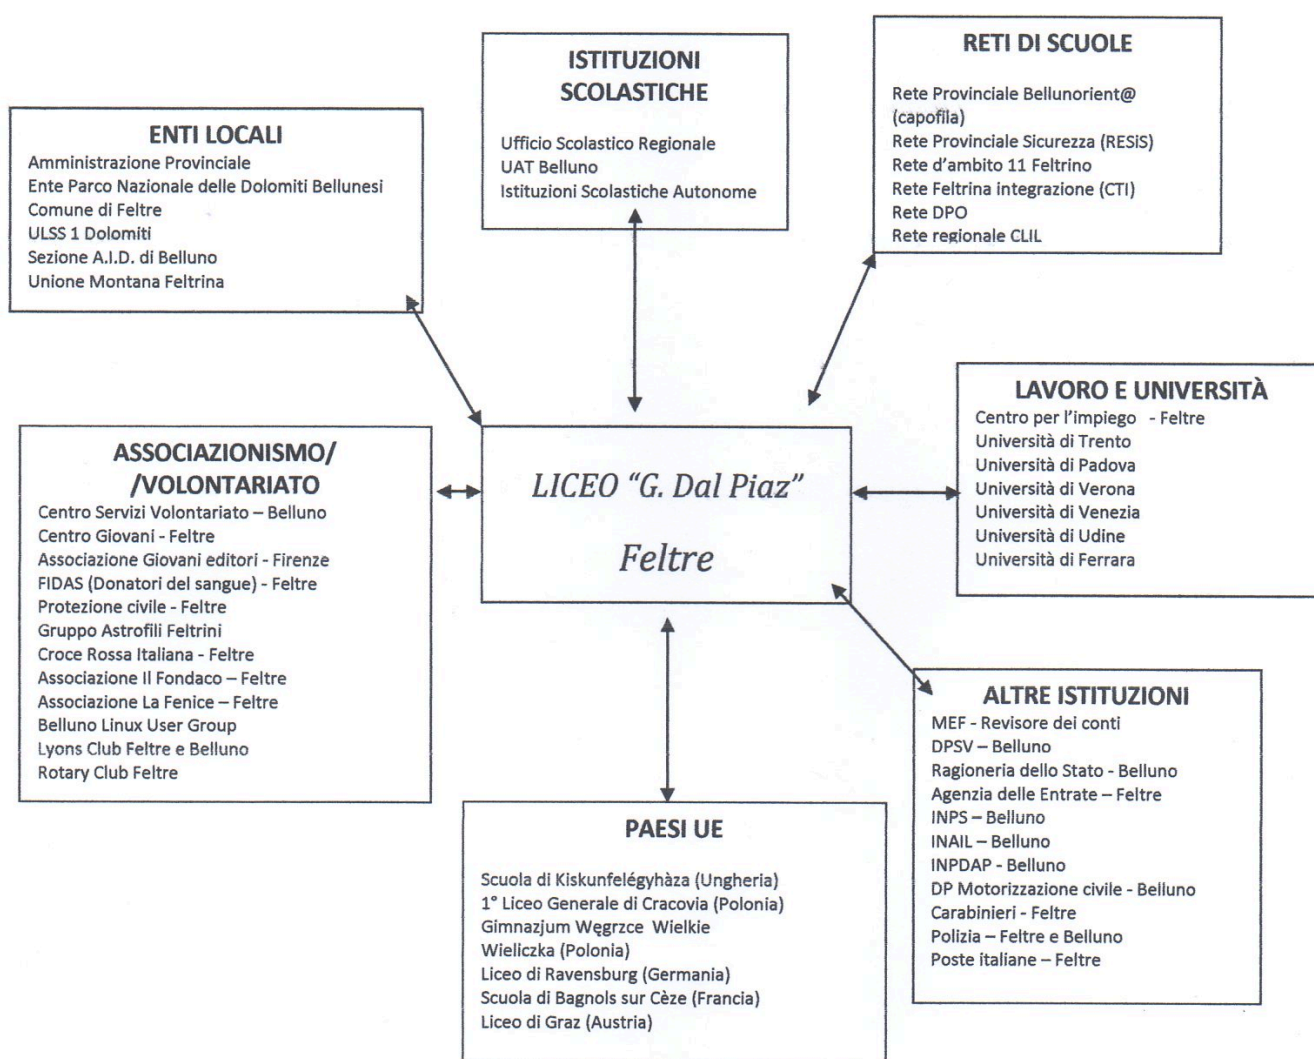 ISTITUZIONI
SCOLASTICHE
Ufficio Scolastico Regionale
UAT Belluno
Istituzioni Scolastiche Autonome
RETI DI SCUOLE
Rete Provinciale Bellunorient@
(capofila)
Rete Provinciale Sicurezza (RESiS)
Rete d'ambito 11 Feltrino
Rete Feltrina integrazione (CTI)
Rete DPO
Rete regionale CLIL
ENTI LOCALI
Amministrazione Provinciale
Ente Parco Nazionale delle Dolomiti Bellunesi
Comune di Feltre
ULSS 1 Dolomiti
Sezione A.I.D. di Belluno
Unione Montana Feltrina
LAVORO E UNIVERSITÀ
Centro per l'impiego - Feltre
Università di Trento
Università di Padova
Università di Verona
Università di Venezia
Università di Udine
Università di Ferrara
LICEO “G. Dal Piaz”
Feltre
ASSOCIAZIONISMO/
/VOLONTARIATO
Centro Servizi Volontariato – Belluno
Centro Giovani - Feltre
Associazione Giovani editori - Firenze
FIDAS (Donatori del sangue) - Feltre
Protezione civile - Feltre
Gruppo Astrofili Feltrini
Croce Rossa Italiana - Feltre
Associazione Il Fondaco – Feltre
Associazione La Fenice – Feltre
Belluno Linux User Group
Lyons Club Feltre e Belluno
Rotary Club Feltre
ALTRE ISTITUZIONI
MEF - Revisore dei conti
DPSV – Belluno
Ragioneria dello Stato - Belluno
Agenzia delle Entrate – Feltre
INPS – Belluno
INAIL – Belluno
INPDAP - Belluno
DP Motorizzazione civile - Belluno
Carabinieri - Feltre
Polizia – Feltre e Belluno
Poste italiane – Feltre
PAESI UE
Scuola di Kiskunfelégyhàza (Ungheria)
1° Liceo Generale di Cracovia (Polonia)
Gimnazjum Węgrzce Wielkie
Wieliczka (Polonia)
Liceo di Ravensburg (Germania)
Scuola di Bagnols sur Cèze (Francia)
Liceo di Graz (Austria)